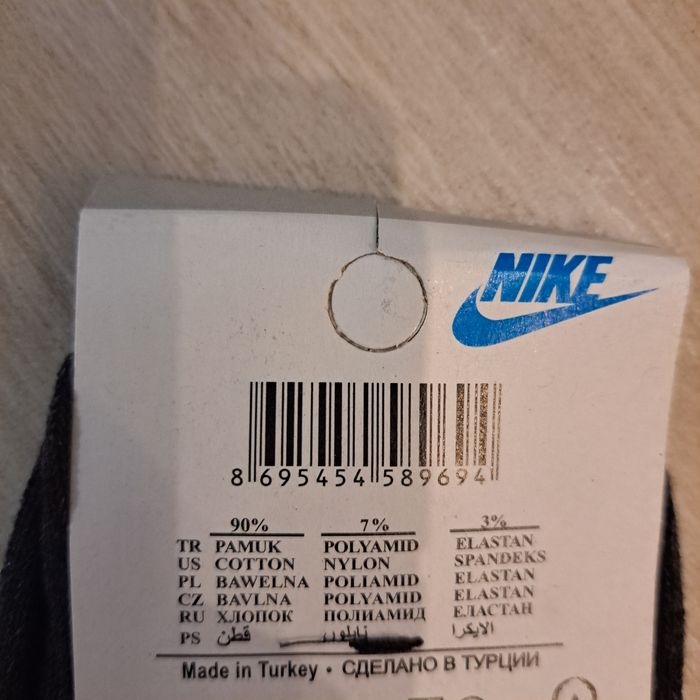 NIKE
8 695454 589694
90% 7% 3%
TR PAMUK POLYAMID ELASTAN
US COTTON NYLON SPANDEKS
PL BAWELNA POLIAMID ELASTAN
CZ BAVLNA POLYAMID ELASTAN
RU ХЛОПОК ПОЛИАМИД ЕЛАСТАН
PS قطن نايلون الايكرا
Made in Turkey • СДЕЛАНО В ТУРЦИИ